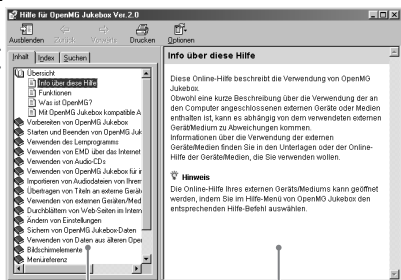 Hilfe für OpenMG Jukebox Ver.2.0
Ausblenden Zurück Vorwärts Drucken Optionen
Inhalt Index Suchen
Übersicht
Info über diese Hilfe
Funktionen
Was ist OpenMG?
Mit OpenMG Jukebox kompatible A
Vorbereiten von OpenMG Jukebox
Starten und Beenden von OpenMG Juk
Verwenden des Lernprogramms
Verwenden von EMD über das Internet
Verwenden von Audio-CDs
Verwenden von OpenMG Jukebox für ir
Importieren von Audiodateien von Ihrem
Übertragen von Titeln an externe Geräte
Verwenden von externen Geräten/Med
Durchblättern von Web-Seiten im Intern
Ändern von Einstellungen
Sichern von OpenMG Jukebox-Daten
Verwenden von Daten aus älteren Oper
Bildschirmelemente
Menüreferenz
Info über diese Hilfe
Diese Online-Hilfe beschreibt die Verwendung von OpenMG
Jukebox.
Obwohl eine kurze Beschreibung über die Verwendung der an
den Computer angeschlossenen externen Geräte oder Medien
enthalten ist, kann es abhängig von dem verwendeten externen
Gerät/Medium zu Abweichungen kommen.
Informationen über die Verwendung der externen
Geräte/Medien finden Sie in den Unterlagen oder der Online-
Hilfe der Geräte/Medien, die Sie verwenden wollen.
Hinweis
Die Online-Hilfe Ihres externen Geräts/Mediums kann geöffnet
werden, indem Sie im Hilfe-Menü von OpenMG Jukebox den
entsprechenden Hilfe-Befehl auswählen.